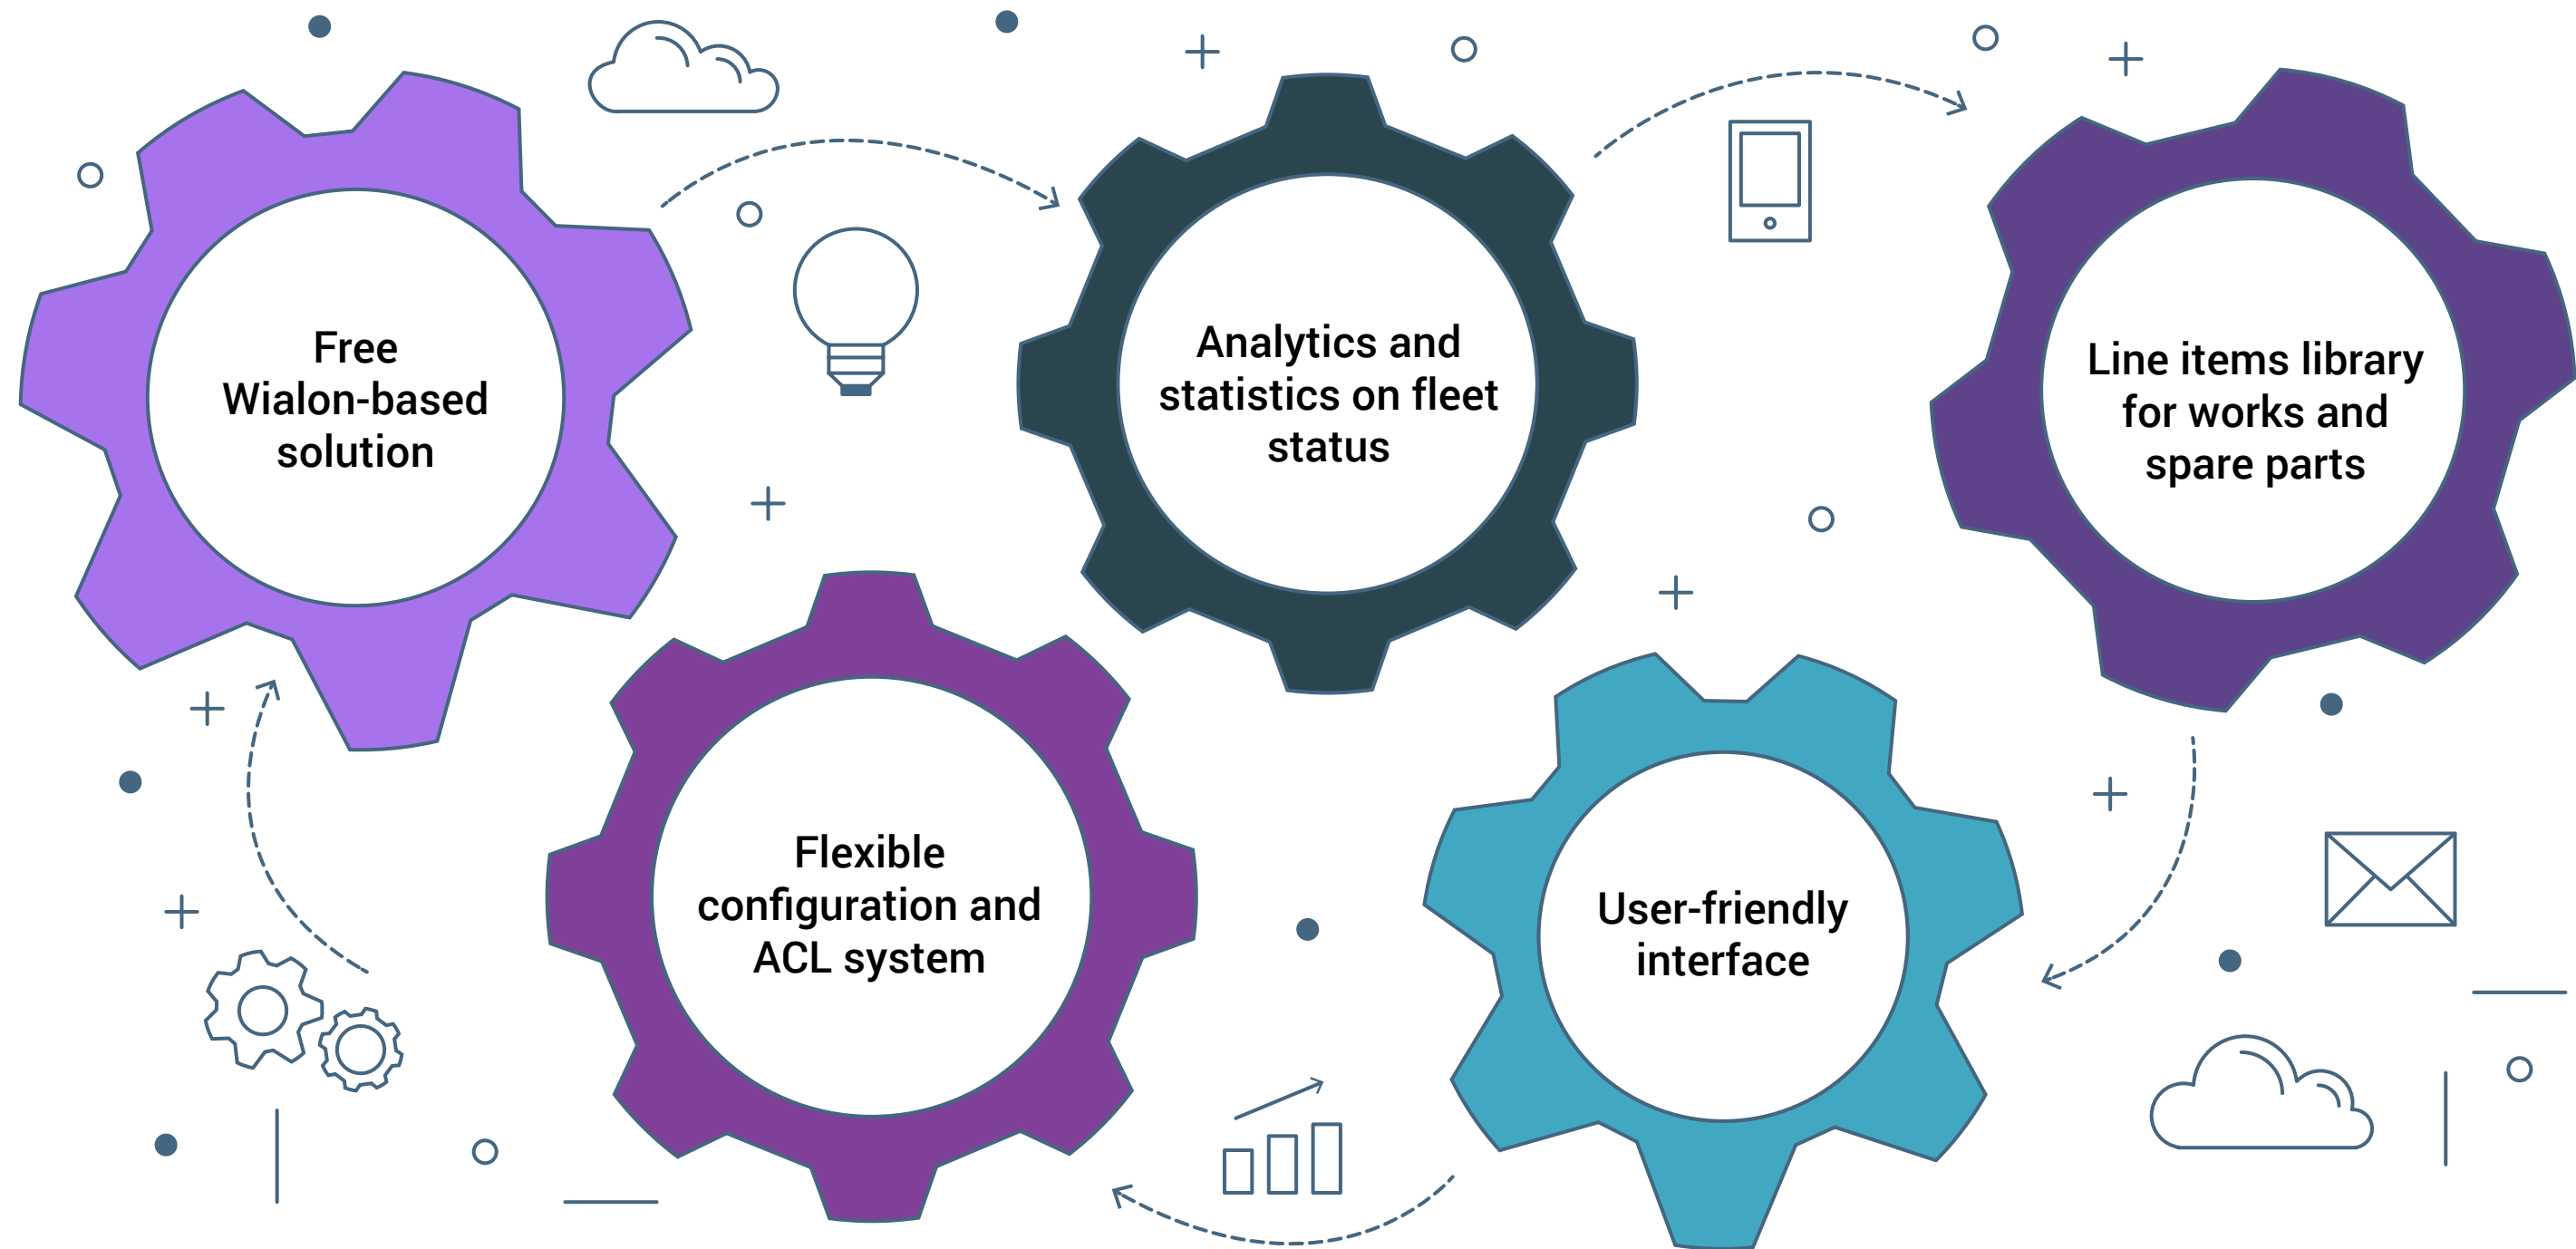 Free
Wialon-based
solution
Analytics and
statistics on fleet
status
Line items library
for works and
spare parts
Flexible
configuration and
ACL system
User-friendly
interface